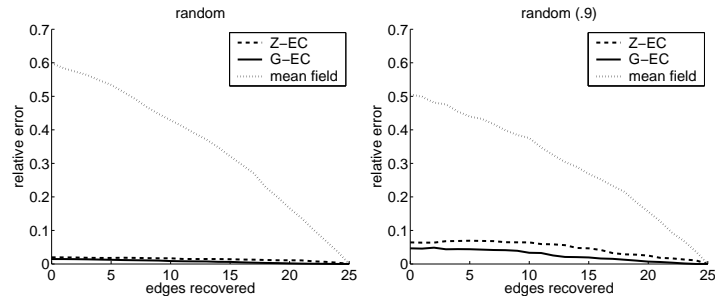 random
relative error
0.7
0.6
0.5
0.4
0.3
0.2
0.1
0
0 5 10 15 20 25
edges recovered
Z−EC
G−EC
mean field
random (.9)
relative error
0.7
0.6
0.5
0.4
0.3
0.2
0.1
0
0 5 10 15 20 25
edges recovered
Z−EC
G−EC
mean field